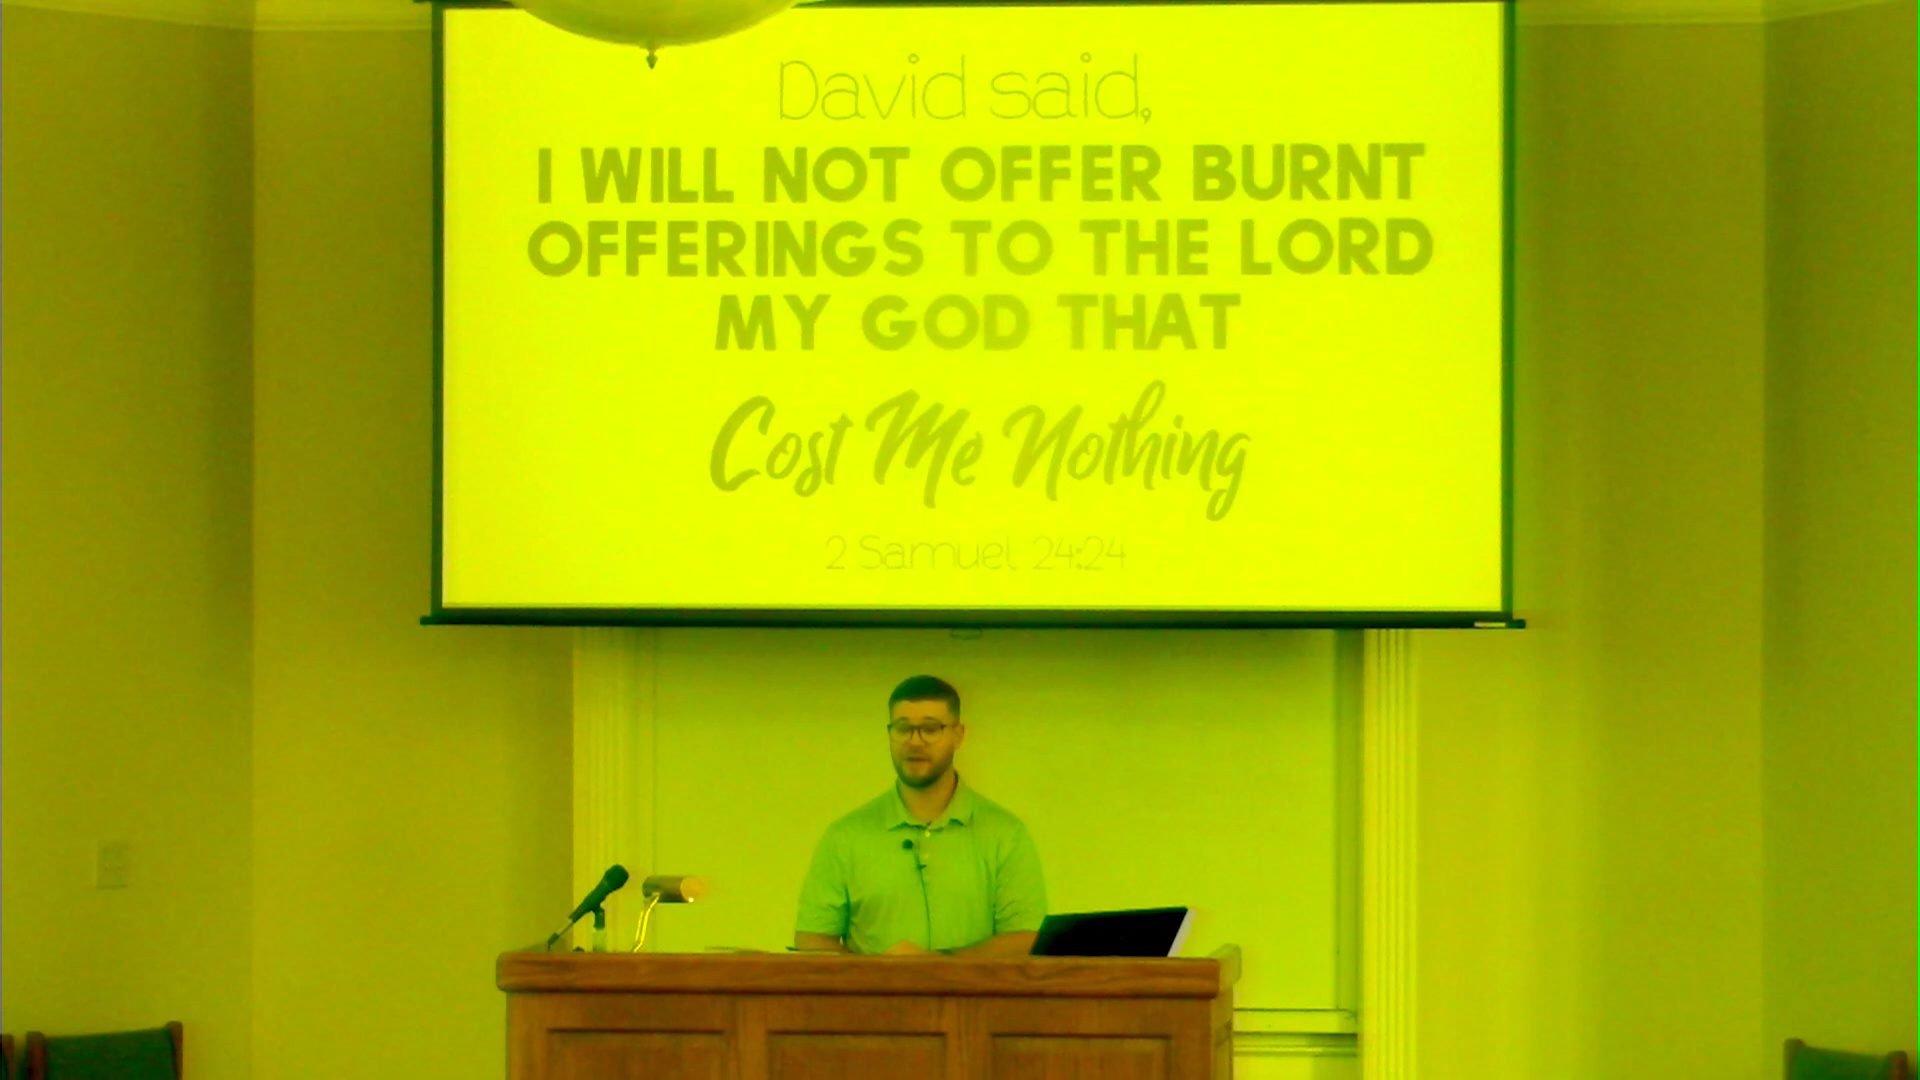 David said,
I WILL NOT OFFER BURNT
OFFERINGS TO THE LORD
MY GOD THAT
Cost Me Nothing
2 Samuel 24:24